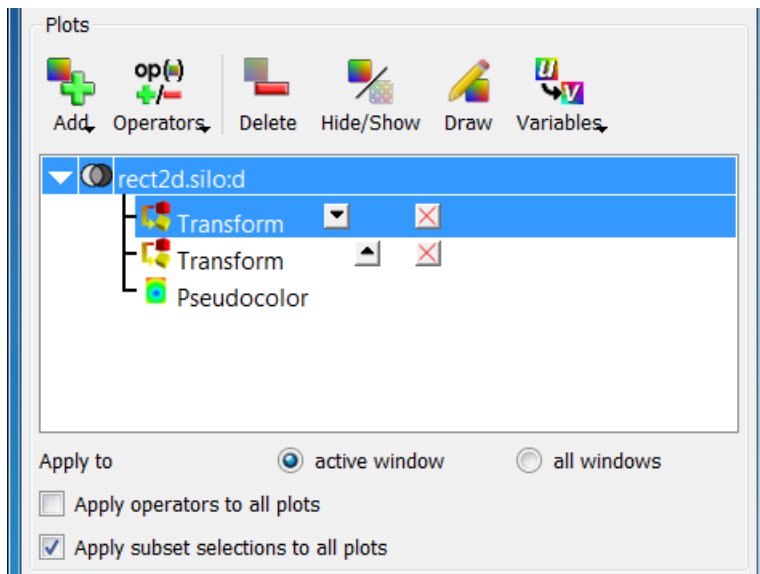 Plots
op( )
+/-
Add Operators Delete Hide/Show Draw Variables
u
v
rect2d.silo:d
Transform
Transform
Pseudocolor
Apply to active window all windows
Apply operators to all plots
Apply subset selections to all plots